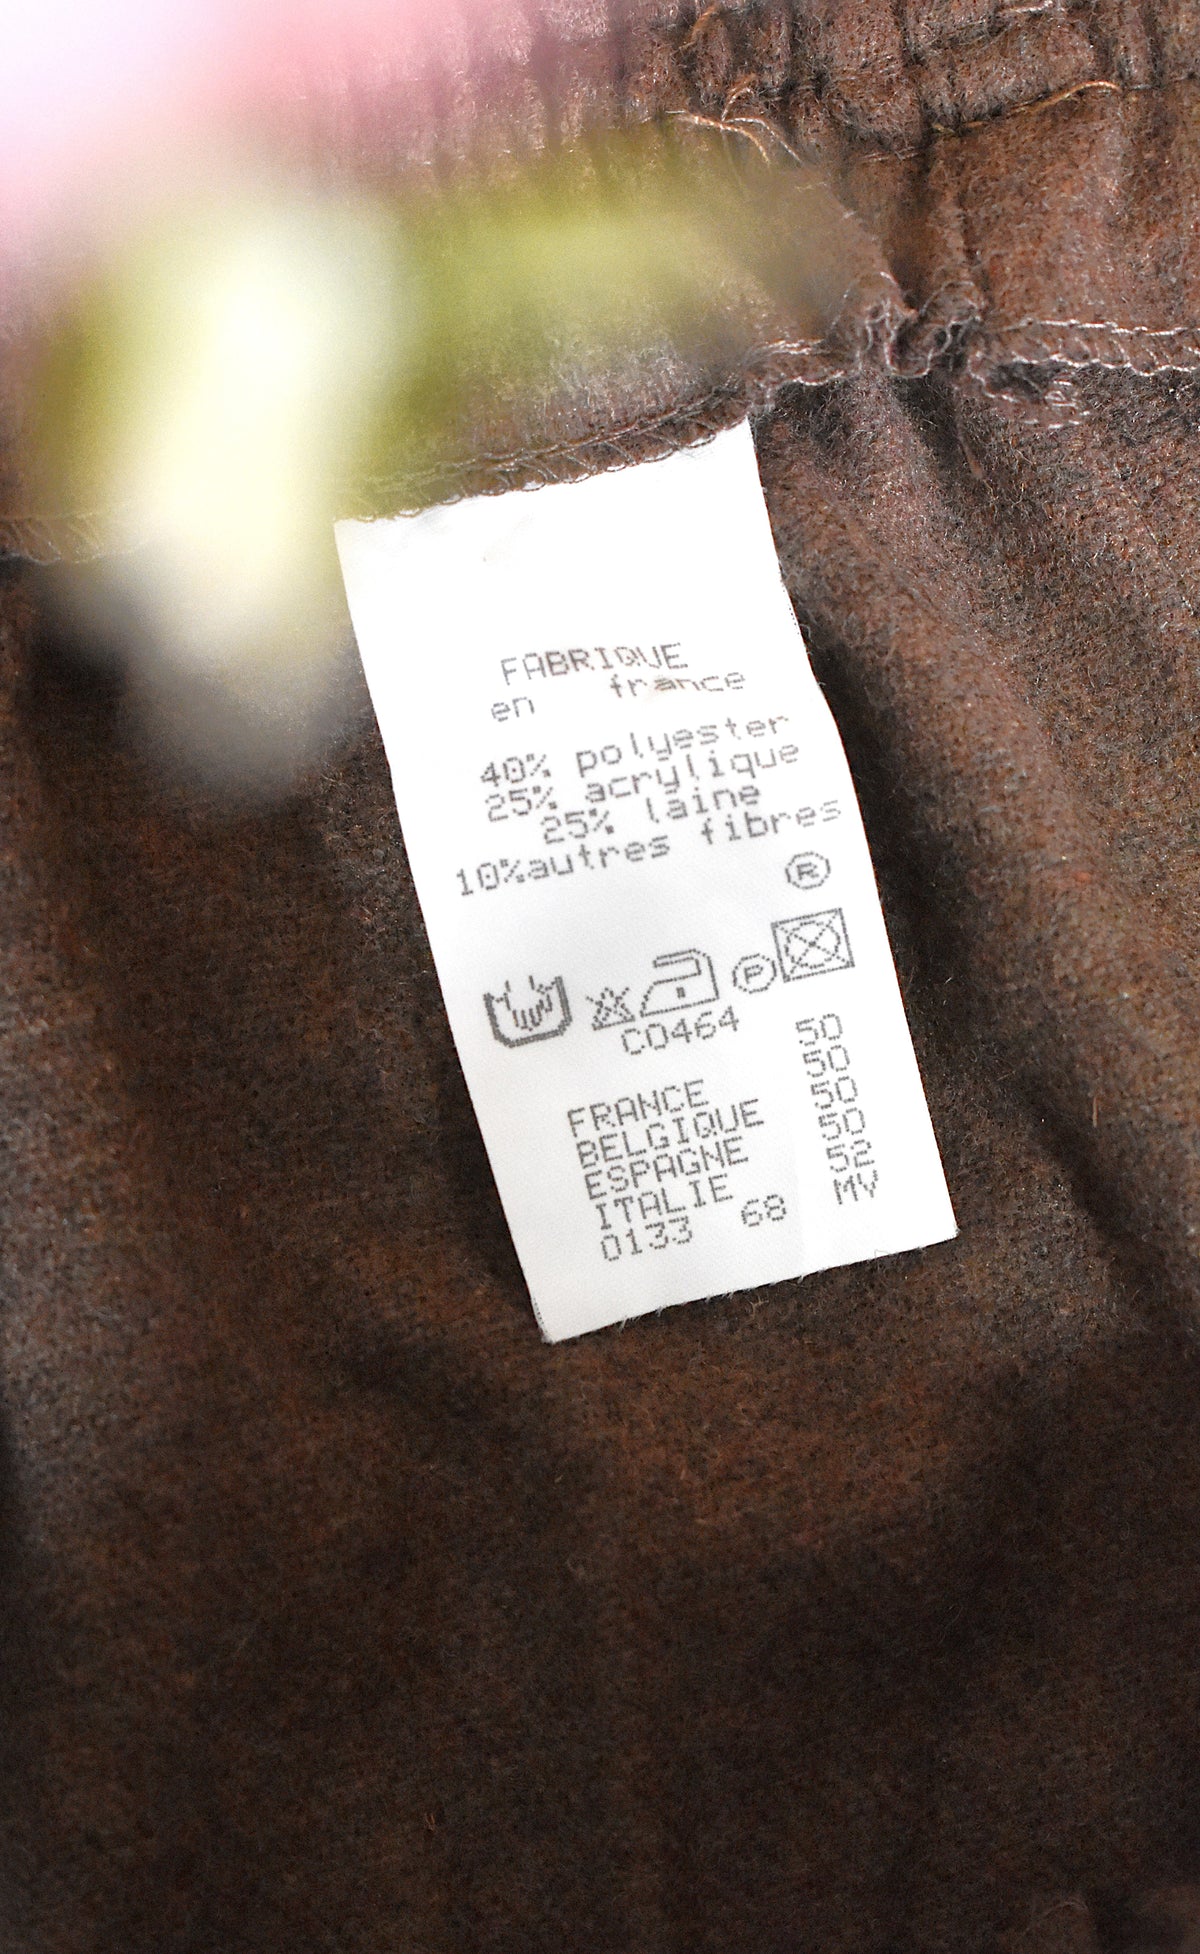 FABRIQUE
en france
40% polyester
25% acrylique
25% laine
10%autres fibres
®
P
C0464
50
FRANCE 50
BELGIQUE 50
ESPAGNE 50
ITALIE 52
0133 68 MV